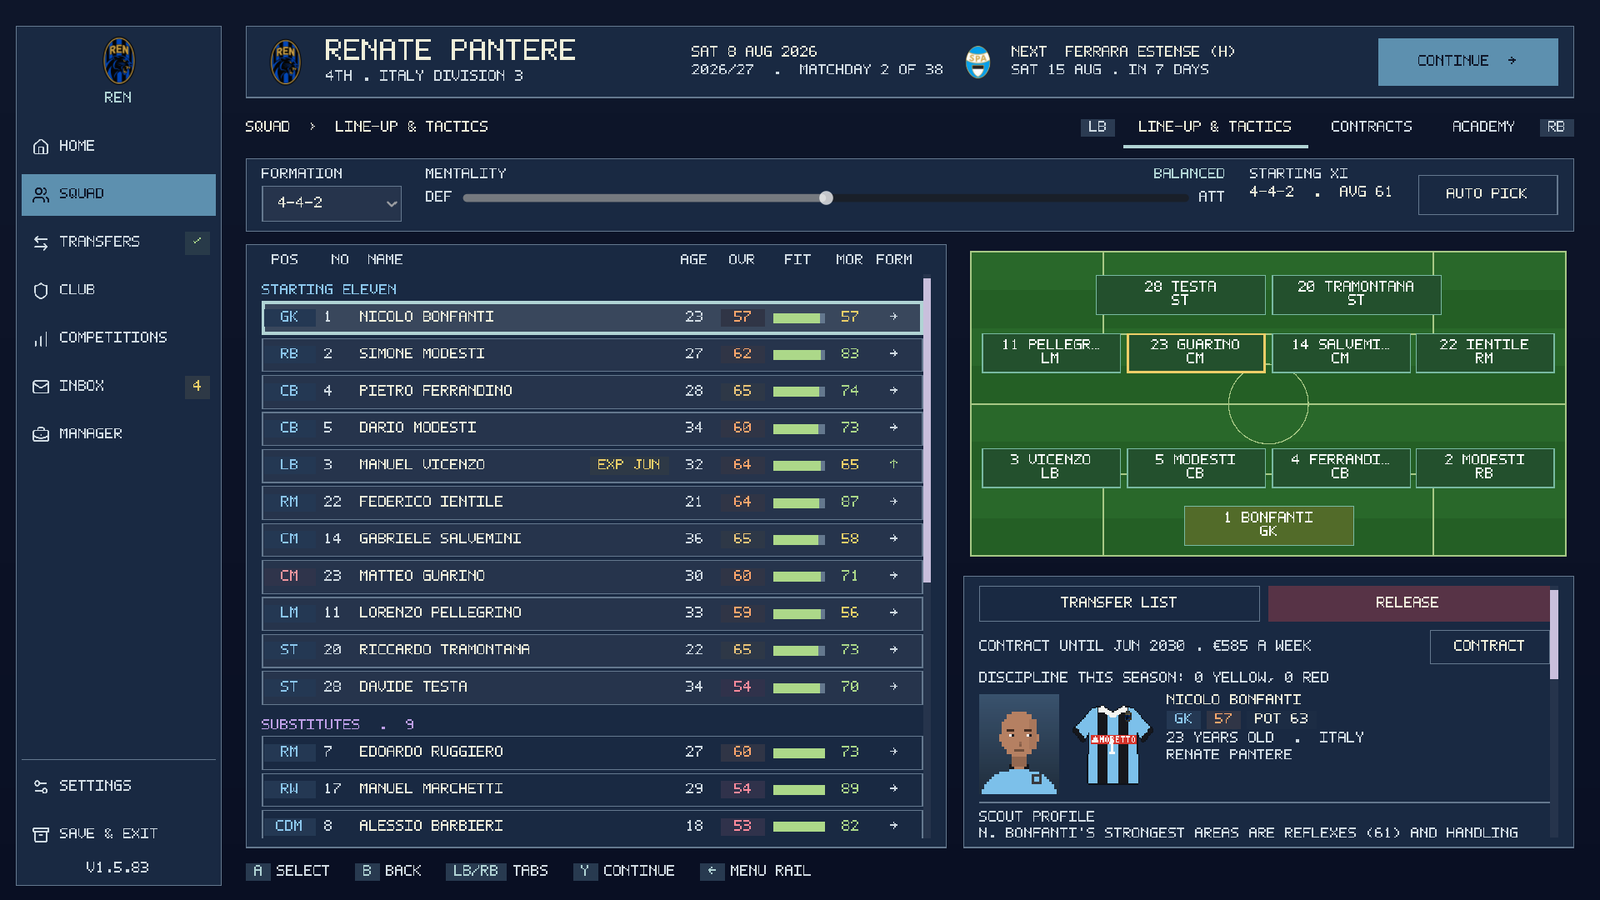 REN
REN
HOME
SQUAD
TRANSFERS
CLUB
COMPETITIONS
INBOX 4
MANAGER
SETTINGS
SAVE & EXIT
V1.5.83
REN
RENATE PANTERE
4TH . ITALY DIVISION 3
SAT 8 AUG 2026
2026/27 . MATCHDAY 2 OF 38
SPA
NEXT FERRARA ESTENSE (H)
SAT 15 AUG . IN 7 DAYS
CONTINUE →
SQUAD > LINE-UP & TACTICS
LB LINE-UP & TACTICS CONTRACTS ACADEMY RB
FORMATION
4-4-2
MENTALITY BALANCED
DEF ATT
STARTING XI
4-4-2 . AVG 61
AUTO PICK
POS NO NAME AGE OVR FIT MOR FORM
STARTING ELEVEN
GK 1 NICOLO BONFANTI 23 57 57 →
RB 2 SIMONE MODESTI 27 62 83 →
CB 4 PIETRO FERRANDINO 28 65 74 →
CB 5 DARIO MODESTI 34 60 73 →
LB 3 MANUEL VICENZO EXP JUN 32 64 65 ↑
RM 22 FEDERICO IENTILE 21 64 87 →
CM 14 GABRIELE SALVEMINI 36 65 58 →
CM 23 MATTEO GUARINO 30 60 71 →
LM 11 LORENZO PELLEGRINO 33 59 56 →
ST 20 RICCARDO TRAMONTANA 22 65 73 →
ST 28 DAVIDE TESTA 34 54 70 →
SUBSTITUTES . 9
RM 7 EDOARDO RUGGIERO 27 60 73 →
RW 17 MANUEL MARCHETTI 29 54 89 →
CDM 8 ALESSIO BARBIERI 18 53 82 →
28 TESTA
ST
20 TRAMONTANA
ST
11 PELLEGR…
LM
23 GUARINO
CM
14 SALVEMI…
CM
22 IENTILE
RM
3 VICENZO
LB
5 MODESTI
CB
4 FERRANDI…
CB
2 MODESTI
RB
1 BONFANTI
GK
TRANSFER LIST
RELEASE
CONTRACT UNTIL JUN 2030 . €585 A WEEK
CONTRACT
DISCIPLINE THIS SEASON: 0 YELLOW, 0 RED
1
NICOLO BONFANTI
GK 57 POT 63
23 YEARS OLD . ITALY
RENATE PANTERE
SCOUT PROFILE
N. BONFANTI'S STRONGEST AREAS ARE REFLEXES (61) AND HANDLING
A SELECT B BACK LB/RB TABS Y CONTINUE ← MENU RAIL